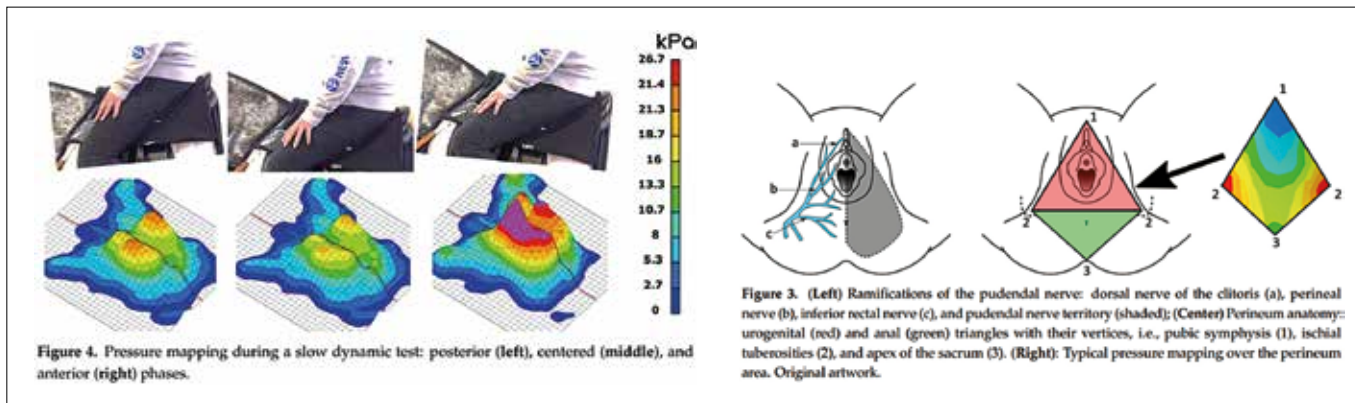 kPa
26.7
21.4
21.3
18.7
16
13.3
10.7
8
5.3
2.7
0
Figure 4. Pressure mapping during a slow dynamic test: posterior (left), centered (middle), and
anterior (right) phases.
a
b
c
1
2
2
3
1
2
2
3
Figure 3. (Left) Ramifications of the pudendal nerve: dorsal nerve of the clitoris (a), perineal
nerve (b), inferior rectal nerve (c), and pudendal nerve territory (shaded); (Center) Perineum anatomy:
urogenital (red) and anal (green) triangles with their vertices, i.e., pubic symphysis (1), ischial
tuberosities (2), and apex of the sacrum (3). (Right): Typical pressure mapping over the perineum
area. Original artwork.